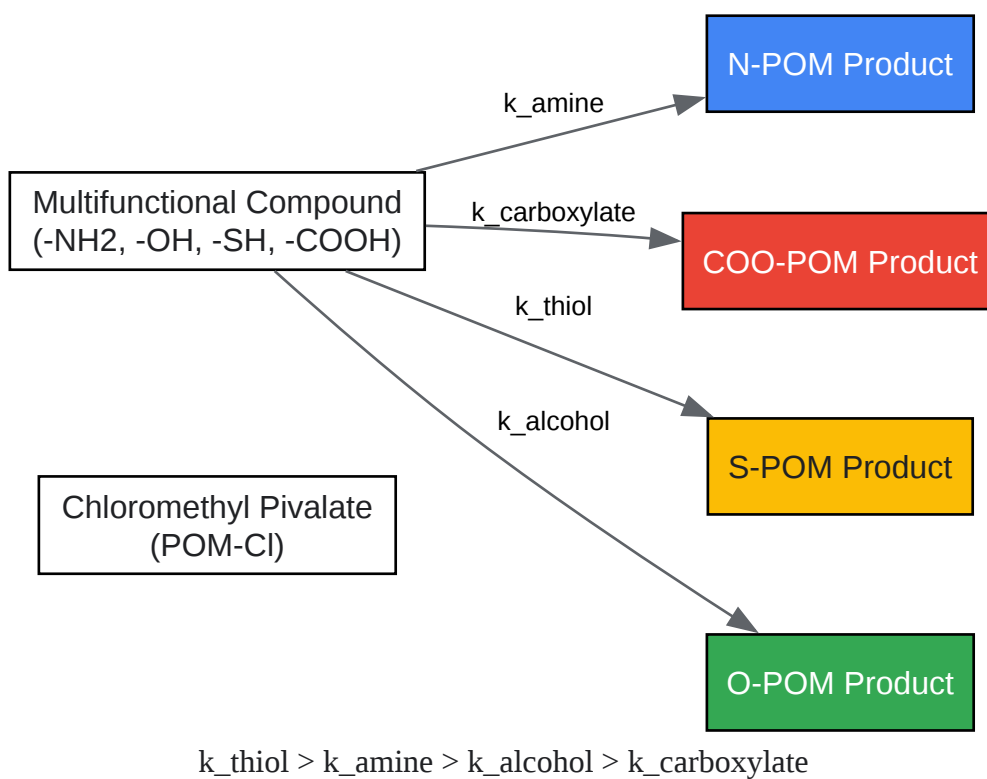 N-POM Product
k_amine
Multifunctional Compound
(-NH2, -OH, -SH, -COOH)
k_carboxylate
COO-POM Product
k_thiol
k_alcohol
S-POM Product
Chloromethyl Pivalate
(POM-Cl)
O-POM Product
k_thiol > k_amine > k_alcohol > k_carboxylate